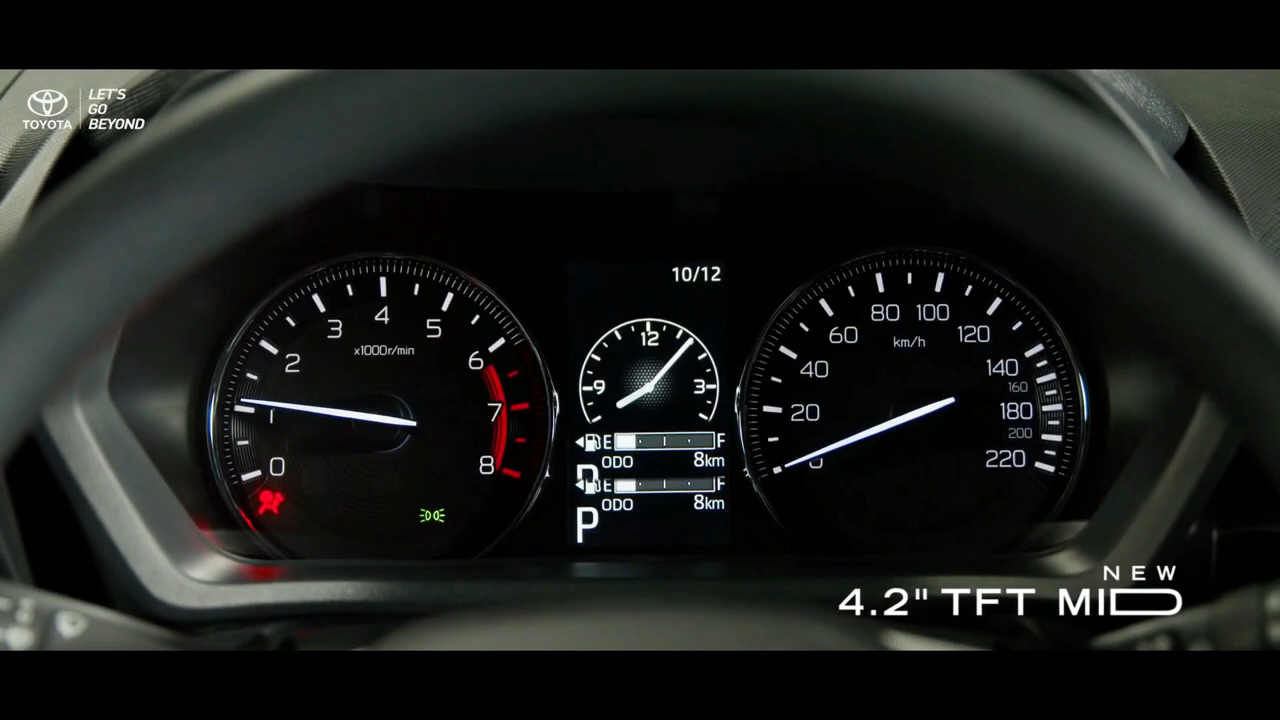 TOYOTA
LET'S
GO
BEYOND
10/12
12
9
3
E F
ODO 8km
E F
ODO 8km
P
0
1
2
3
4
5
6
7
8
x1000r/min
0
20
40
60
80
100
120
140
160
180
200
220
km/h
NEW
4.2" TFT MID